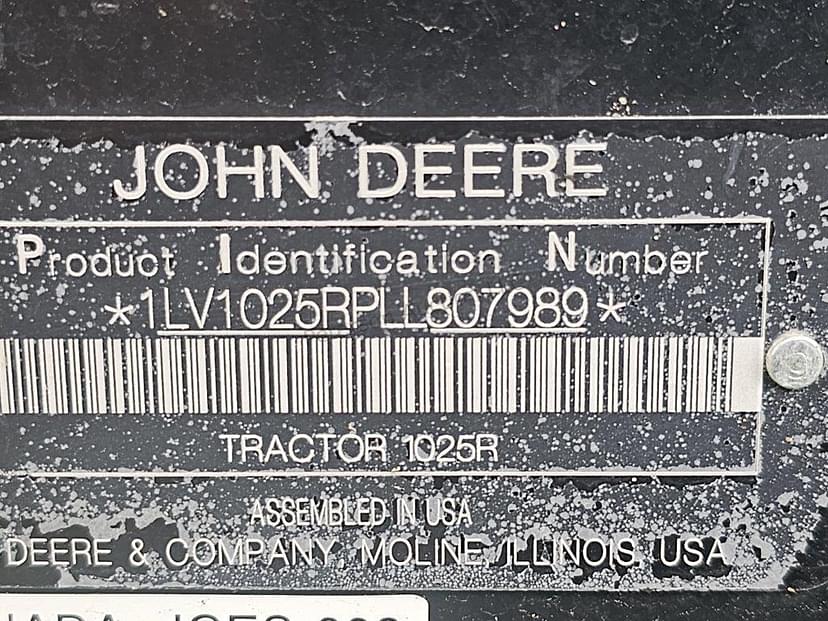 JOHN DEERE
Product Identification Number
*1LV1025RPLL807989*
TRACTOR 1025R
ASSEMBLED IN USA
DEERE & COMPANY MOLINE, ILLINOIS USA